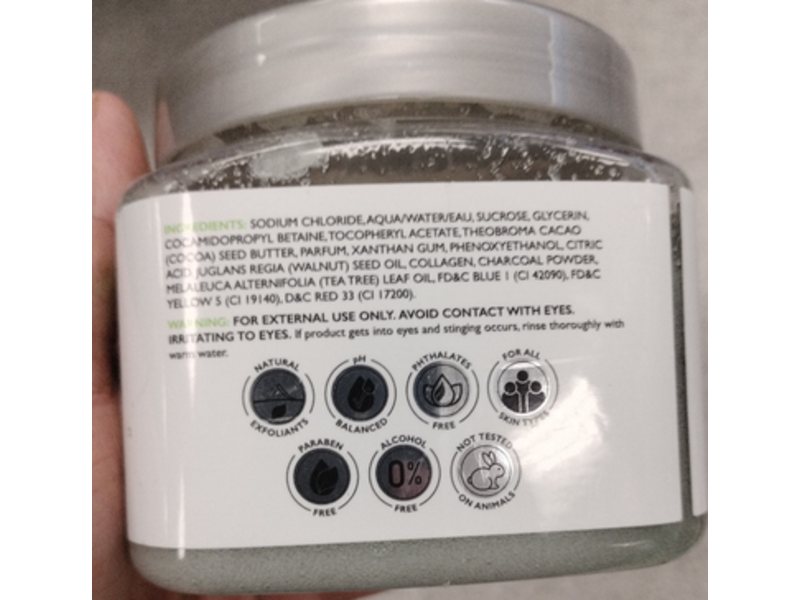 INGREDIENTS: SODIUM CHLORIDE, AQUA/WATER/EAU, SUCROSE, GLYCERIN,
COCAMIDOPROPYL BETAINE, TOCOPHERYL ACETATE, THEOBROMA CACAO
(COCOA) SEED BUTTER, PARFUM, XANTHAN GUM, PHENOXYETHANOL, CITRIC
ACID, JUGLANS REGIA (WALNUT) SEED OIL, COLLAGEN, CHARCOAL POWDER,
MELALEUCA ALTERNIFOLIA (TEA TREE) LEAF OIL, FD&C BLUE 1 (CI 42090), FD&C
YELLOW 5 (CI 19140), D&C RED 33 (CI 17200).
WARNING: FOR EXTERNAL USE ONLY. AVOID CONTACT WITH EYES.
IRRITATING TO EYES. If product gets into eyes and stinging occurs, rinse thoroughly with
warm water.
NATURAL EXFOLIANTS
pH BALANCED
PHTHALATES FREE
FOR ALL SKIN TYPES
PARABEN FREE
ALCOHOL 0% FREE
NOT TESTED ON ANIMALS